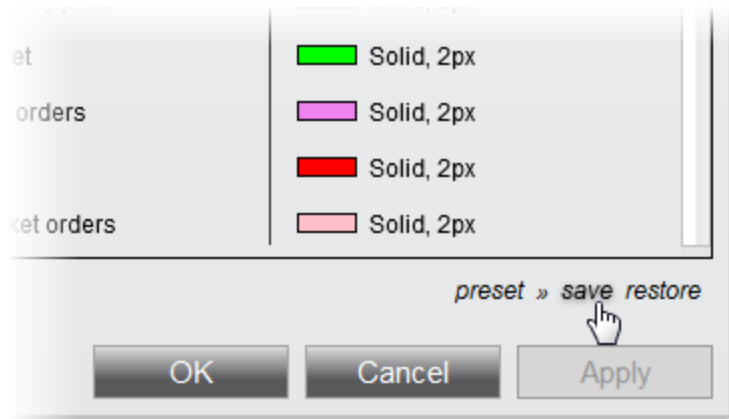 et Solid, 2px
orders Solid, 2px
Solid, 2px
ket orders Solid, 2px
preset » save restore
OK Cancel Apply